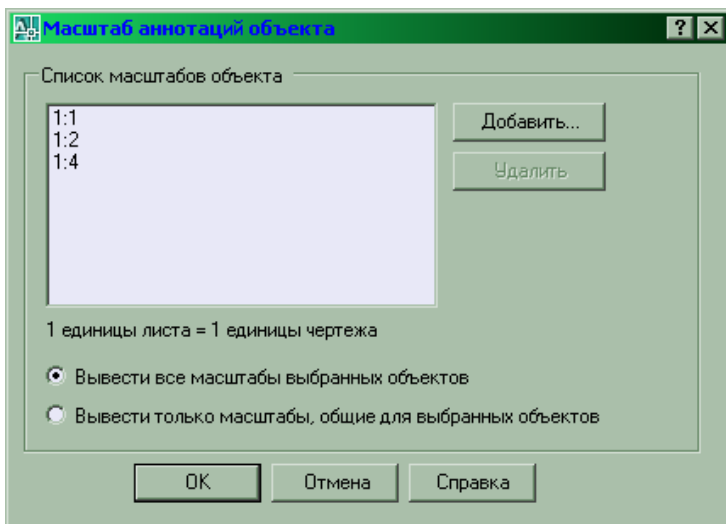 Масштаб аннотаций объекта
Список масштабов объекта
1:1
1:2
1:4
Добавить...
Удалить
1 единицы листа = 1 единицы чертежа
Вывести все масштабы выбранных объектов
Вывести только масштабы, общие для выбранных объектов
OK
Отмена
Справка